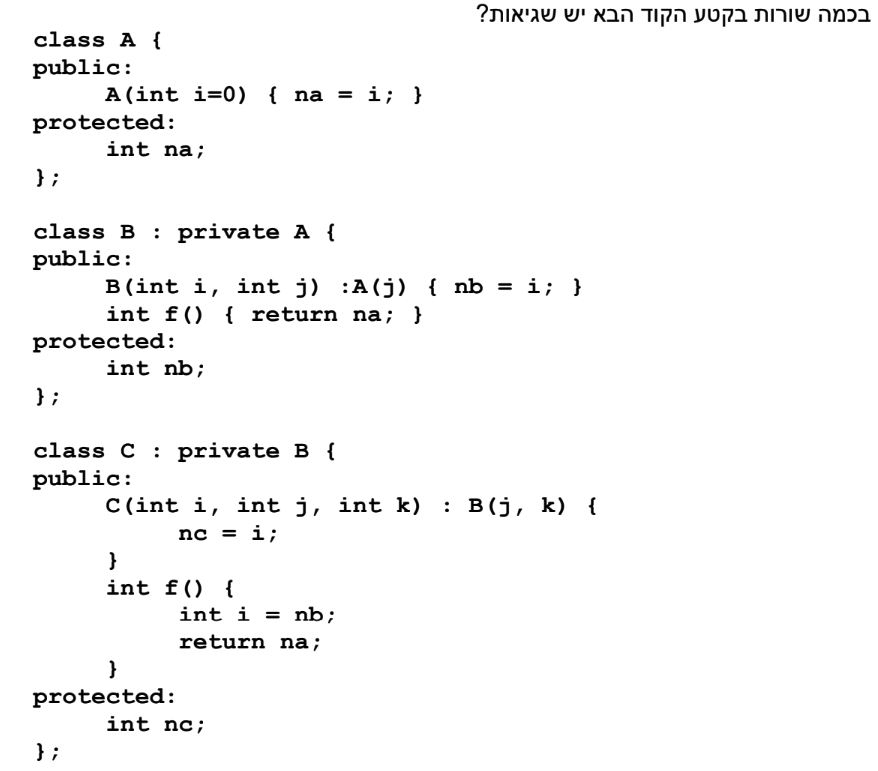 בכמה שורות בקטע הקוד הבא יש שגיאות?
class A {
public:
     A(int i=0) { na = i; }
protected:
     int na;
};

class B : private A {
public:
     B(int i, int j) :A(j) { nb = i; }
     int f() { return na; }
protected:
     int nb;
};

class C : private B {
public:
     C(int i, int j, int k) : B(j, k) {
          nc = i;
     }
     int f() {
          int i = nb;
          return na;
     }
protected:
     int nc;
};